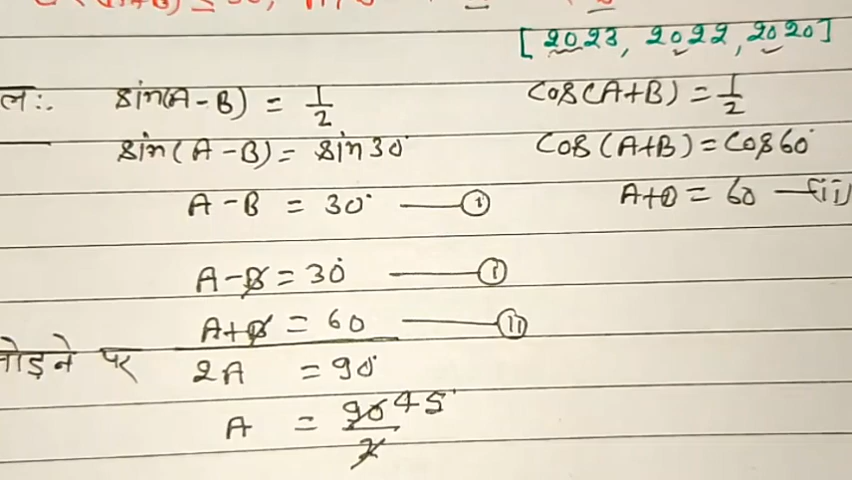 [2023, 2022, 2020]
sin(A-B) = 1/2 cos(A+B) = 1/2
sin(A-B) = sin30° cos(A+B) = cos60°
A-B = 30° —(i) A+B = 60 —(ii)
A-B = 30° —(i)
A+B = 60 —(ii)
पर 2A = 90°
A = 90/2 45°